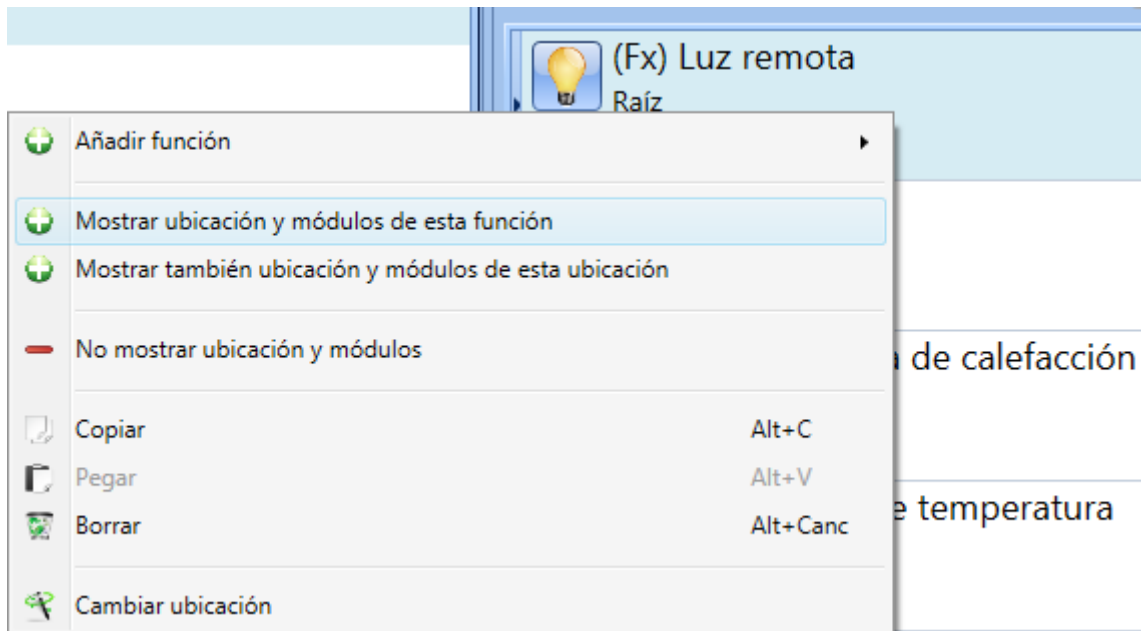 (Fx) Luz remota
Raíz
Añadir función
Mostrar ubicación y módulos de esta función
Mostrar también ubicación y módulos de esta ubicación
No mostrar ubicación y módulos
de calefacción
Copiar Alt+C
Pegar Alt+V
temperatura
Borrar Alt+Canc
Cambiar ubicación